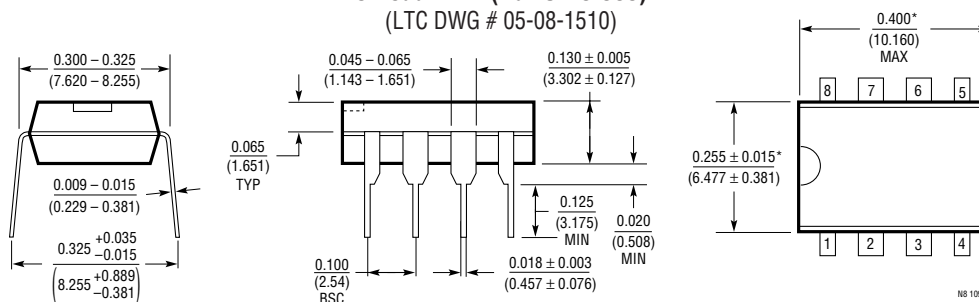 (LTC DWG # 05-08-1510)
0.300 – 0.325
(7.620 – 8.255)
0.009 – 0.015
(0.229 – 0.381)
0.325 +0.035 –0.015
(8.255 +0.889 –0.381)
0.045 – 0.065
(1.143 – 1.651)
0.130 ± 0.005
(3.302 ± 0.127)
0.065
(1.651)
TYP
0.125
(3.175)
MIN
0.020
(0.508)
MIN
0.100
(2.54)
BSC
0.018 ± 0.003
(0.457 ± 0.076)
0.400*
(10.160)
MAX
8 7 6 5
0.255 ± 0.015*
(6.477 ± 0.381)
1 2 3 4
N8